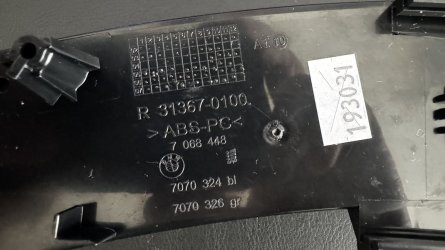 R 31367-0100.
>ABS-PC<
7 068 448
7070 324 bl
7070 326 gr
193031